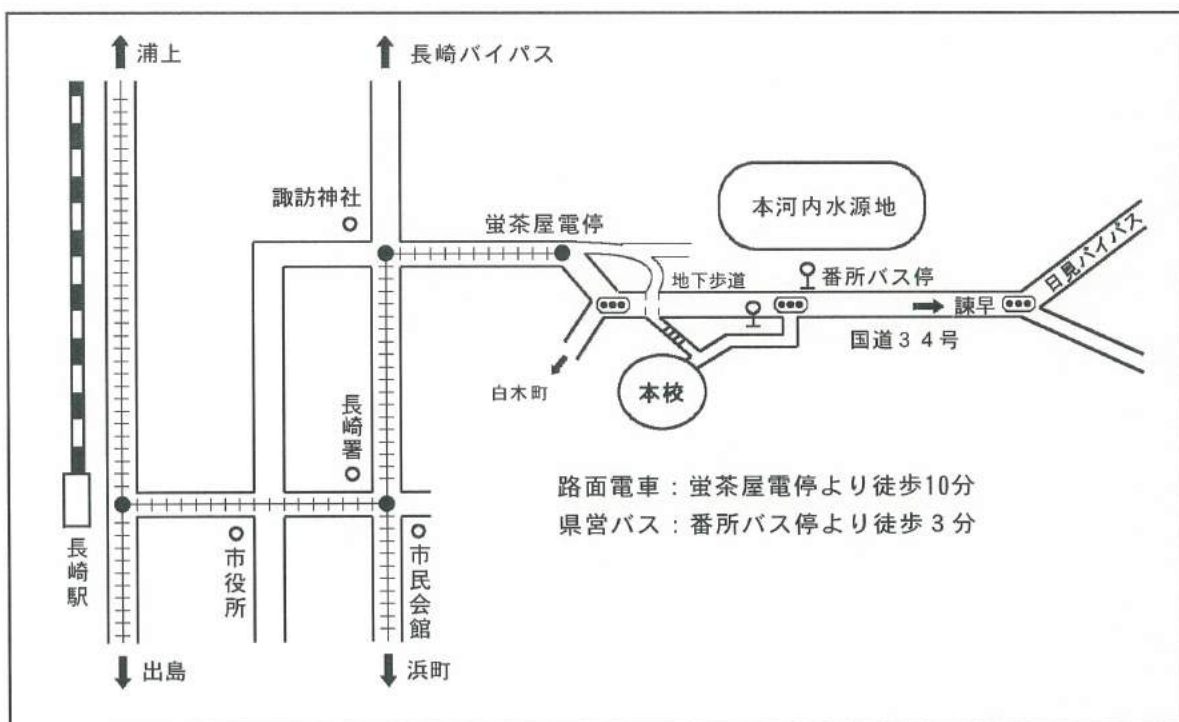 浦上
長崎バイパス
諏訪神社
蛍茶屋電停
本河内水源地
日見バイパス
地下歩道
番所バス停
諫早
国道34号
白木町
本校
長崎署
路面電車：蛍茶屋電停より徒歩10分
県営バス：番所バス停より徒歩3分
長崎駅
市役所
市民会館
出島
浜町